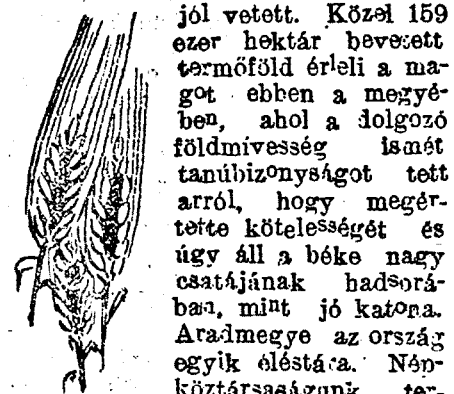 jól vetett. Közel 159
ezer hektár bevetett
termőföld érleli a ma-
got ebben a megyé-
ben, ahol a dolgozó
földmívesség ismét
tanúbizonyságot tett
arról, hogy megér-
tette kötelességét és
úgy áll a béke nagy
csatájának hadsorá-
ban, mint jó katona.
Aradmegye az ország
egyik éléstára. Nép-
köztársaságunk ter-